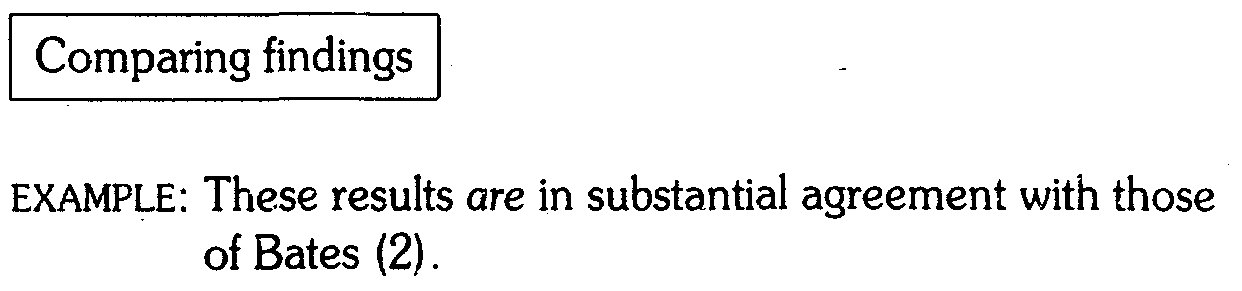 Comparing findings
EXAMPLE: These results are in substantial agreement with those
of Bates (2).